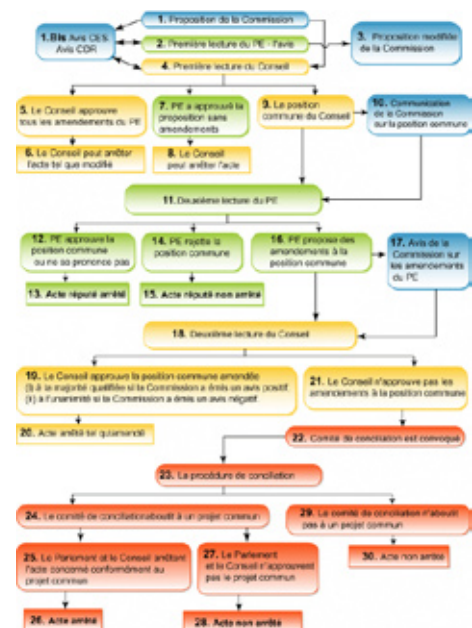 1. Proposition de la Commission
1.Bis Avis CES
Avis CDR
2. Première lecture du PE - l'avis
3. Proposition modifiée
de la Commission
4. Première lecture du Conseil
5. Le Conseil approuve
tous les amendements du PE
7. PE a approuvé la
proposition sans
amendements
9. La position
commune du Conseil
10. Communication
de la Commission
sur la position commune
6. Le Conseil peut arrêter
l'acte tel que modifié
8. Le Conseil
peut arrêter l'acte
11. Deuxième lecture du PE
12. PE approuve la
position commune
ou ne se prononce pas
14. PE rejette la
position commune
16. PE propose des
amendements à la
position commune
17. Avis de la
Commission sur
les amendements
du PE
13. Acte réputé arrêté
15. Acte réputé non arrêté
18. Deuxième lecture du Conseil
19. Le Conseil approuve la position commune amendée
(i) à la majorité qualifiée si la Commission a émis un avis positif
(ii) à l'unanimité si la Commission a émis un avis négatif
21. Le Conseil n'approuve pas les
amendements à la position commune
20. Acte arrêté tel qu'amendé
22. Comité de conciliation est convoqué
23. La procédure de conciliation
24. Le comité de conciliation aboutit à un projet commun
29. Le comité de conciliation n'aboutit
pas à un projet commun
25. Le Parlement et le Conseil arrêtent
l'acte concerné conformément au
projet commun
27. Le Parlement
et le Conseil n'approuvent
pas le projet commun
30. Acte non arrêté
26. Acte arrêté
28. Acte non arrêté